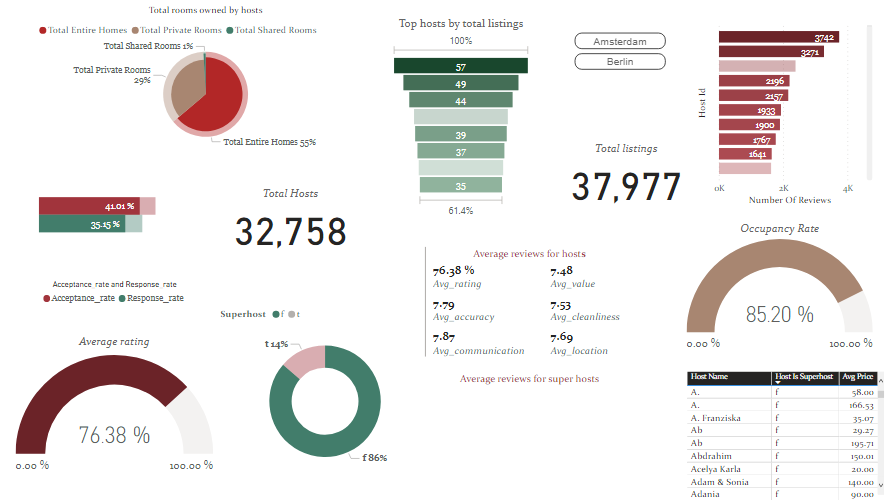 Total rooms owned by hosts
Total Entire Homes Total Private Rooms Total Shared Rooms
Total Shared Rooms 1%
Total Private Rooms
29%
Total Entire Homes 55%
Top hosts by total listings
100%
57
49
44
39
37
35
61.4%
Amsterdam
Berlin
Total listings
37,977
Host Id
3742
3271
2196
2157
1933
1900
1767
1641
0K 2K 4K
Number Of Reviews
41.01 %
35.15 %
Acceptance_rate and Response_rate
Acceptance_rate Response_rate
Total Hosts
32,758
Average reviews for hosts
76.38 % 7.48
Avg_rating Avg_value
7.79 7.53
Avg_accuracy Avg_cleanliness
7.87 7.69
Avg_communication Avg_location
Average reviews for super hosts
Occupancy Rate
85.20 %
0.00 % 100.00 %
Average rating
76.38 %
0.00 % 100.00 %
Superhost f t
t 14%
f 86%
Host Name Host Is Superhost Avg Price
A. f 58.00
A. f 166.53
A. Franziska f 35.07
Ab f 29.27
Ab f 195.71
Abdrahim f 150.01
Acelya Karla f 20.00
Adam & Sonia f 140.00
Adania f 90.00